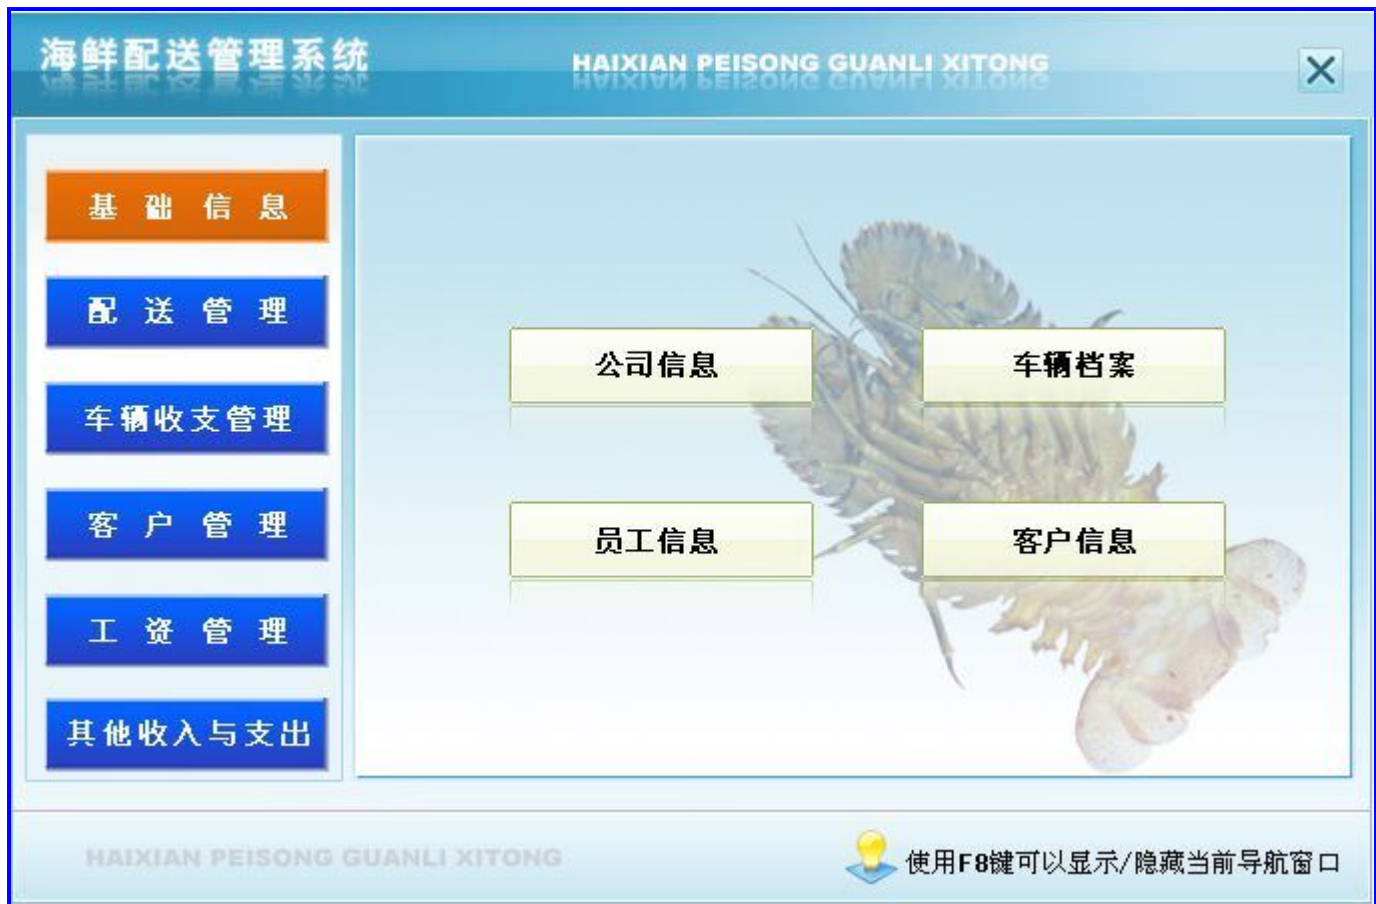 海鲜配送管理系统
HAIXIAN PEISONG GUANLI XITONG
基础信息
配送管理
车辆收支管理
客户管理
工资管理
其他收入与支出
公司信息
车辆档案
员工信息
客户信息
HAIXIAN PEISONG GUANLI XITONG
使用F8键可以显示/隐藏当前导航窗口